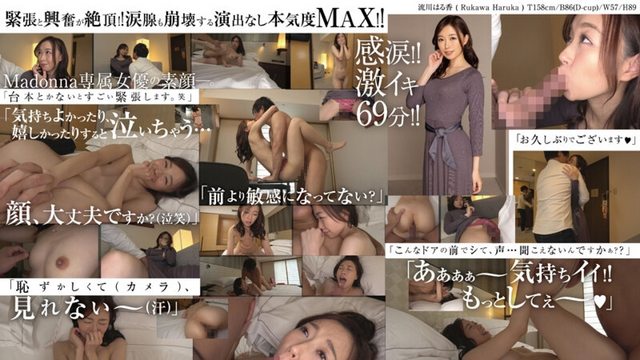 緊張と興奮が絶頂!!涙腺も崩壊する演出なし本気度MAX!!
Madonna専属女優の素顔―。
「台本とかないとすごい緊張します。笑」
「気持ちよかったり、
嬉しかったりすると泣いちゃう…
顔、大丈夫ですか?(泣笑)」
「恥ずかしくて(カメラ)、
見れない〜(汗)」
「前より敏感になってない?」
流川はる香 ( Rukawa Haruka ) T158cm/B86(D-cup)/W57/H89
感涙!!
激イキ
69分!!
「お久しぶりでございます♥」
「こんなドアの前でシて、声…聞こえないんですかぁ??」
「あああぁ〜気持ちイイ!!
もっとしてぇ〜♥」